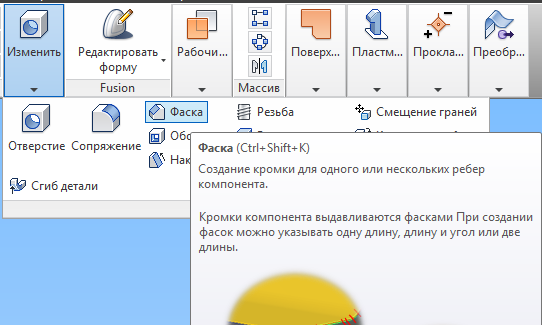 Изменить
Редактировать
форму
Рабочи...
Поверх...
Пластм...
Прокла...
Преобр...
Fusion
Массив
Отверстие
Сопряжение
Фаска
Резьба
Смещение граней
Сгиб детали
Фаска (Ctrl+Shift+K)
Создание кромки для одного или нескольких ребер
компонента.
Кромки компонента выдавливаются фасками При создании
фасок можно указывать одну длину, длину и угол или две
длины.